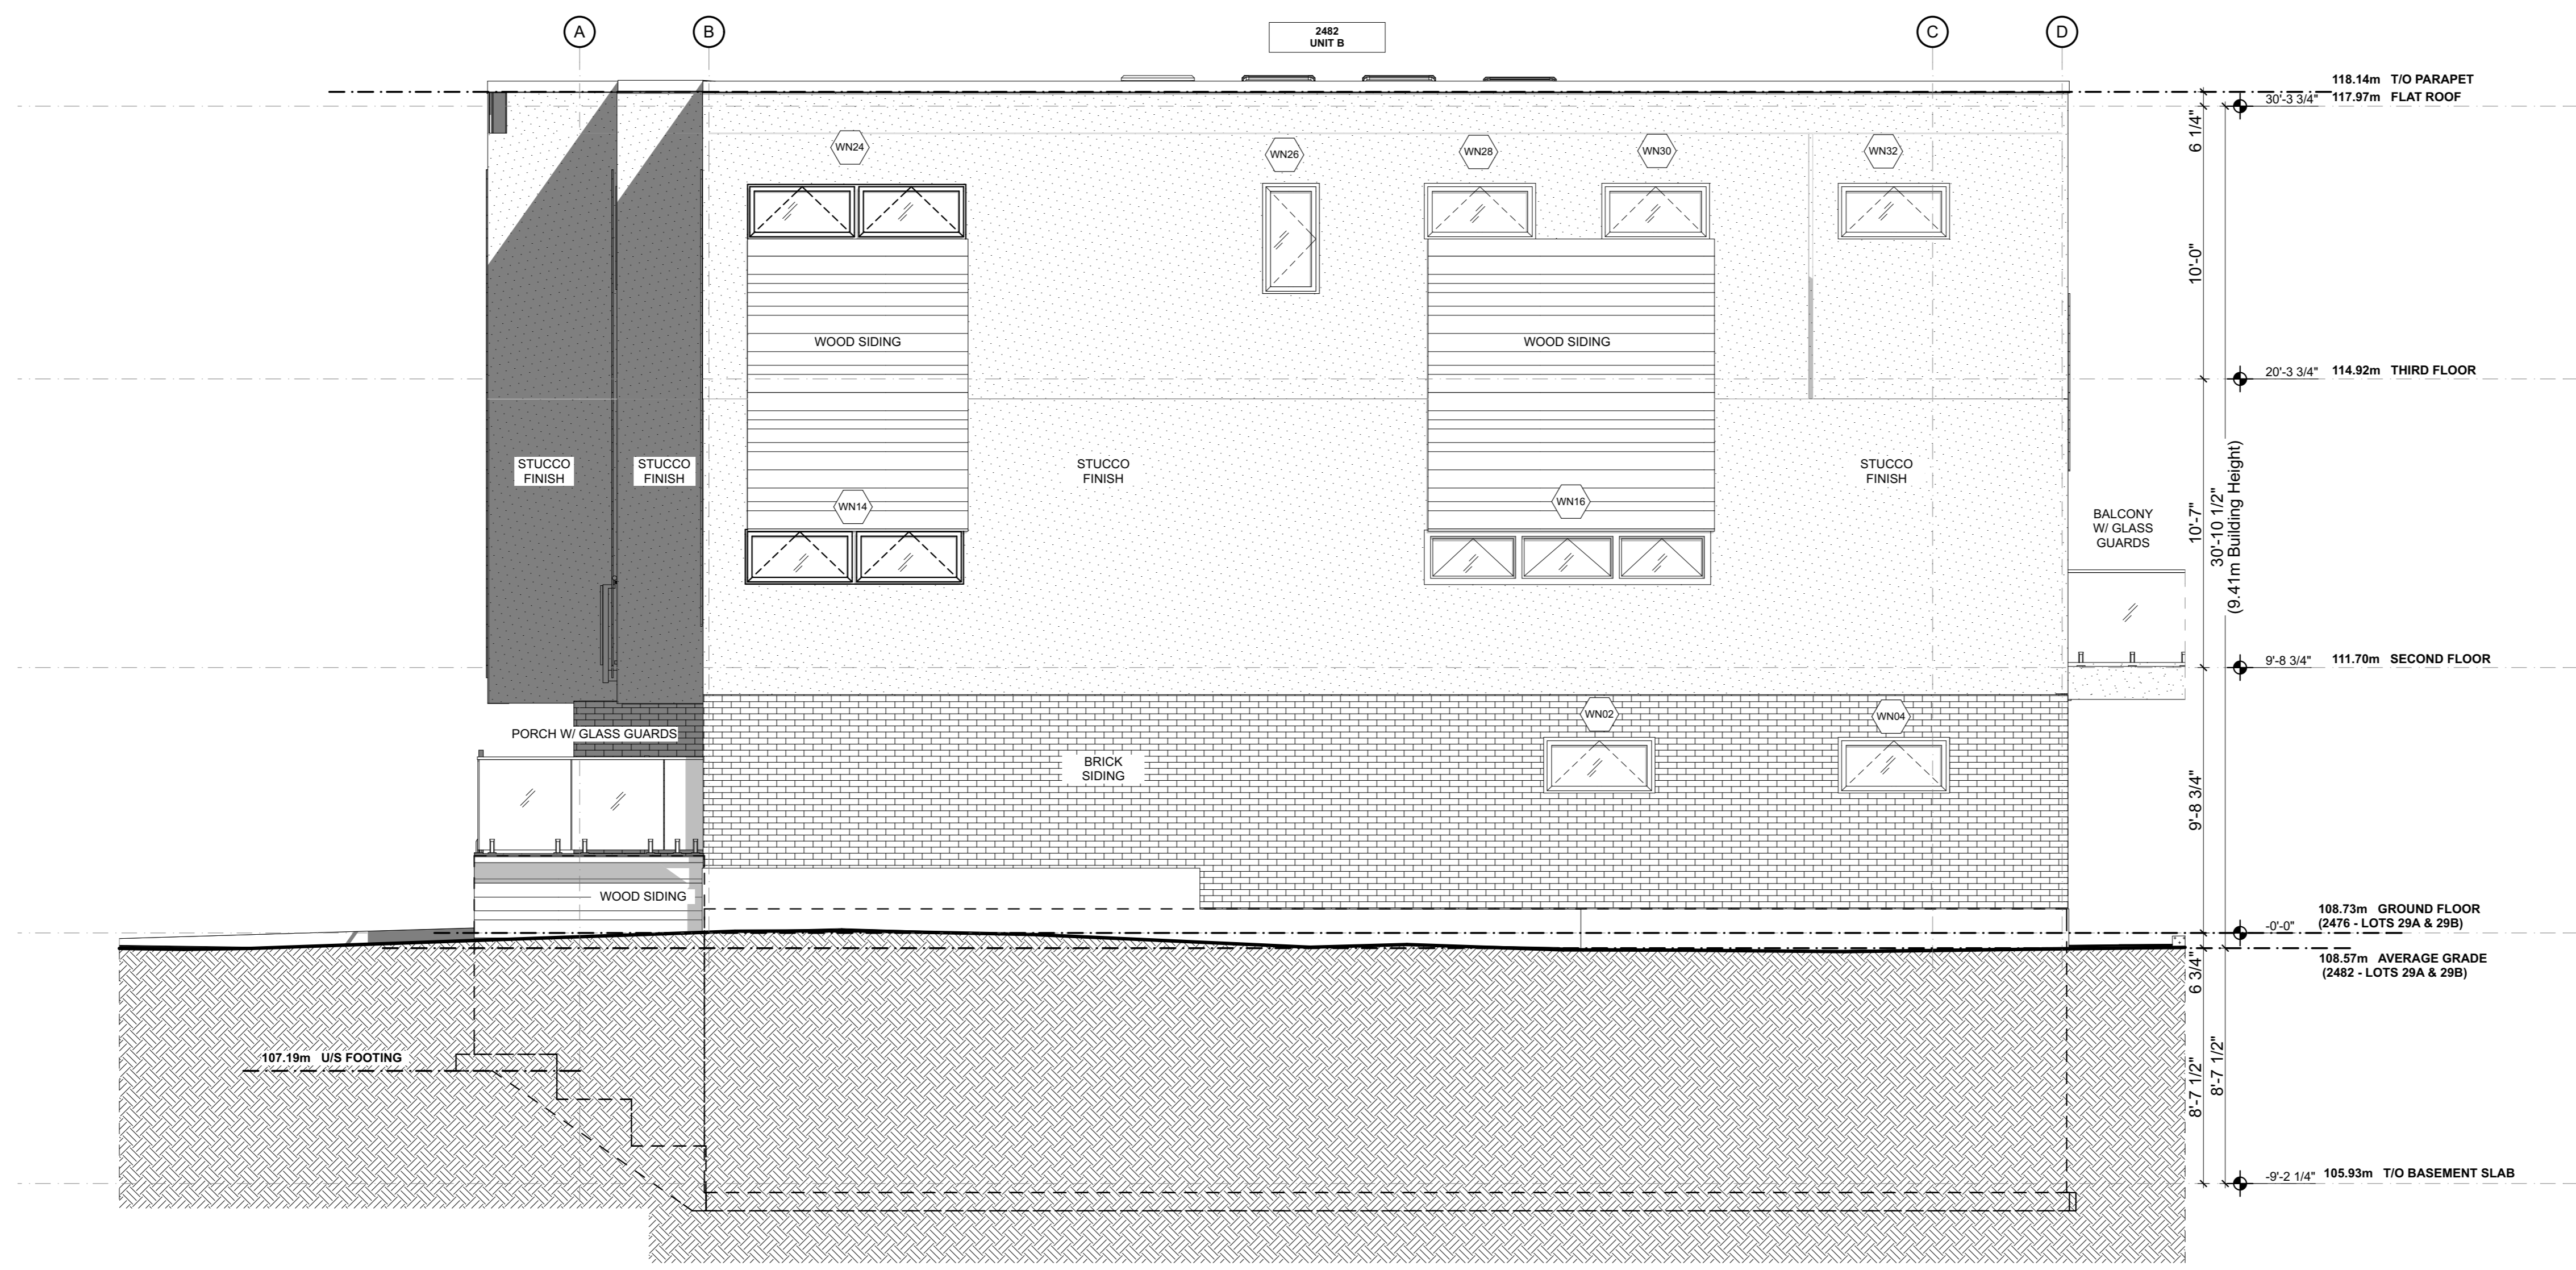 A
B
2482
UNIT B
C
D
118.14m T/O PARAPET
30'-3 3/4" 117.97m FLAT ROOF
6 1/4"
WN24
WN26
WN28
WN30
WN32
10'-0"
WOOD SIDING
WOOD SIDING
20'-3 3/4" 114.92m THIRD FLOOR
STUCCO
FINISH
STUCCO
FINISH
STUCCO
FINISH
STUCCO
FINISH
WN14
WN16
BALCONY
W/ GLASS
GUARDS
10'-7"
30'-10 1/2"
(9.41m Building Height)
9'-8 3/4" 111.70m SECOND FLOOR
WN02
WN04
PORCH W/ GLASS GUARDS
BRICK
SIDING
9'-8 3/4"
WOOD SIDING
108.73m GROUND FLOOR
-0'-0" (2476 - LOTS 29A & 29B)
108.57m AVERAGE GRADE
(2482 - LOTS 29A & 29B)
6 3/4"
107.19m U/S FOOTING
8'-7 1/2"
8'-7 1/2"
-9'-2 1/4" 105.93m T/O BASEMENT SLAB